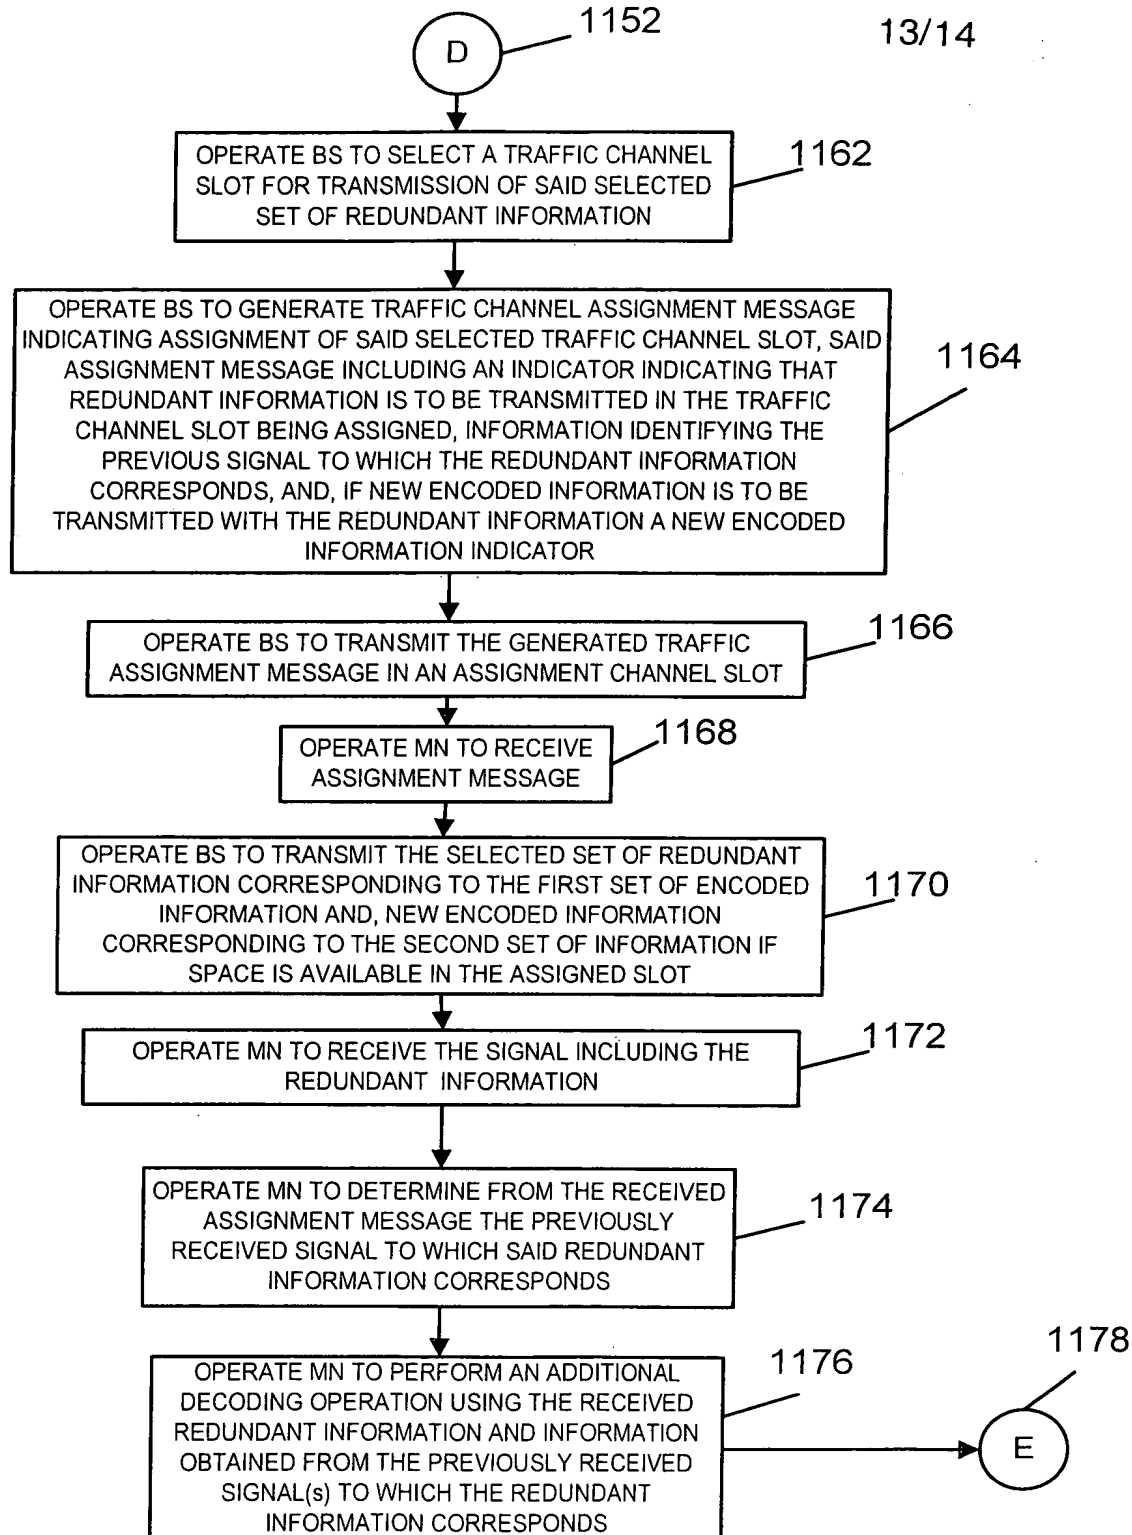 1152
13/14
D
1162
OPERATE BS TO SELECT A TRAFFIC CHANNEL
SLOT FOR TRANSMISSION OF SAID SELECTED
SET OF REDUNDANT INFORMATION
OPERATE BS TO GENERATE TRAFFIC CHANNEL ASSIGNMENT MESSAGE
INDICATING ASSIGNMENT OF SAID SELECTED TRAFFIC CHANNEL SLOT, SAID
ASSIGNMENT MESSAGE INCLUDING AN INDICATOR INDICATING THAT
REDUNDANT INFORMATION IS TO BE TRANSMITTED IN THE TRAFFIC
CHANNEL SLOT BEING ASSIGNED, INFORMATION IDENTIFYING THE
PREVIOUS SIGNAL TO WHICH THE REDUNDANT INFORMATION
CORRESPONDS, AND, IF NEW ENCODED INFORMATION IS TO BE
TRANSMITTED WITH THE REDUNDANT INFORMATION A NEW ENCODED
INFORMATION INDICATOR
1164
OPERATE BS TO TRANSMIT THE GENERATED TRAFFIC
ASSIGNMENT MESSAGE IN AN ASSIGNMENT CHANNEL SLOT
1166
OPERATE MN TO RECEIVE
ASSIGNMENT MESSAGE
1168
OPERATE BS TO TRANSMIT THE SELECTED SET OF REDUNDANT
INFORMATION CORRESPONDING TO THE FIRST SET OF ENCODED
INFORMATION AND, NEW ENCODED INFORMATION
CORRESPONDING TO THE SECOND SET OF INFORMATION IF
SPACE IS AVAILABLE IN THE ASSIGNED SLOT
1170
OPERATE MN TO RECEIVE THE SIGNAL INCLUDING THE
REDUNDANT INFORMATION
1172
OPERATE MN TO DETERMINE FROM THE RECEIVED
ASSIGNMENT MESSAGE THE PREVIOUSLY
RECEIVED SIGNAL TO WHICH SAID REDUNDANT
INFORMATION CORRESPONDS
1174
OPERATE MN TO PERFORM AN ADDITIONAL
DECODING OPERATION USING THE RECEIVED
REDUNDANT INFORMATION AND INFORMATION
OBTAINED FROM THE PREVIOUSLY RECEIVED
SIGNAL(s) TO WHICH THE REDUNDANT
INFORMATION CORRESPONDS
1176
1178
E